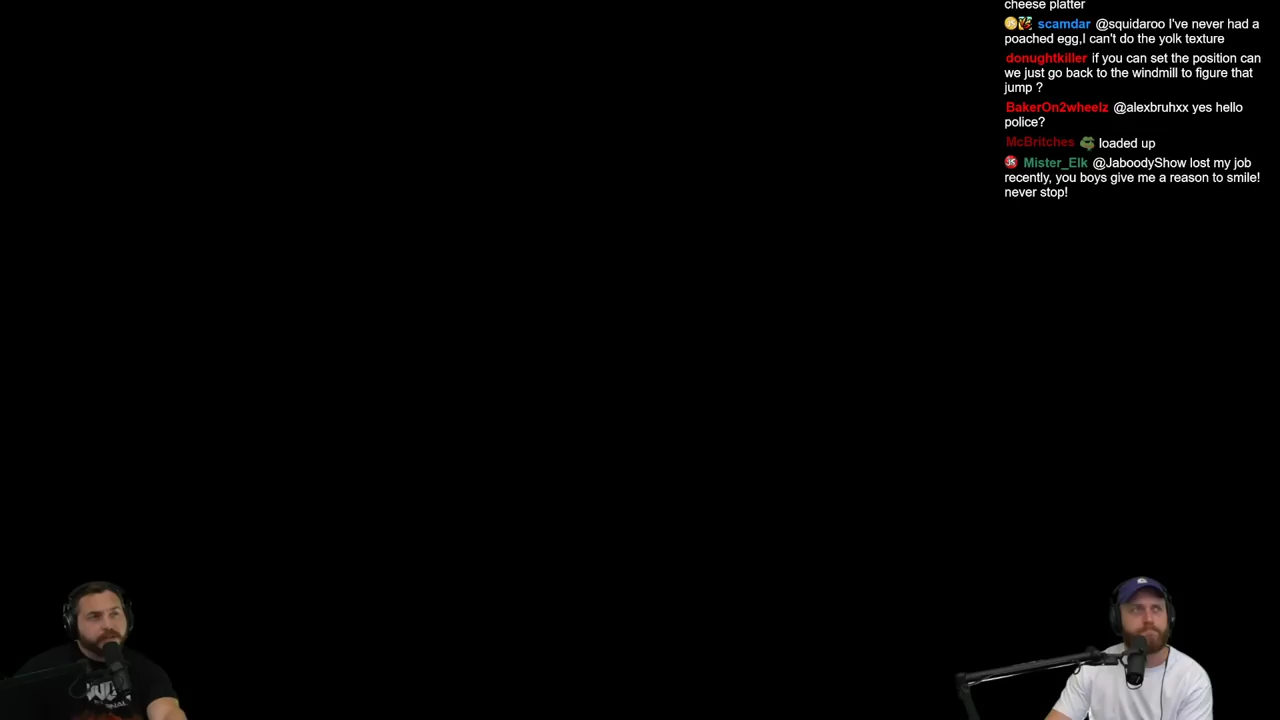 cheese platter
scamdar @squidaroo I've never had a
poached egg,I can't do the yolk texture
donughtkiller if you can set the position can
we just go back to the windmill to figure that
jump ?
BakerOn2wheelz @alexbruhxx yes hello
police?
McBritches loaded up
Mister_Elk @JaboodyShow lost my job
recently, you boys give me a reason to smile!
never stop!